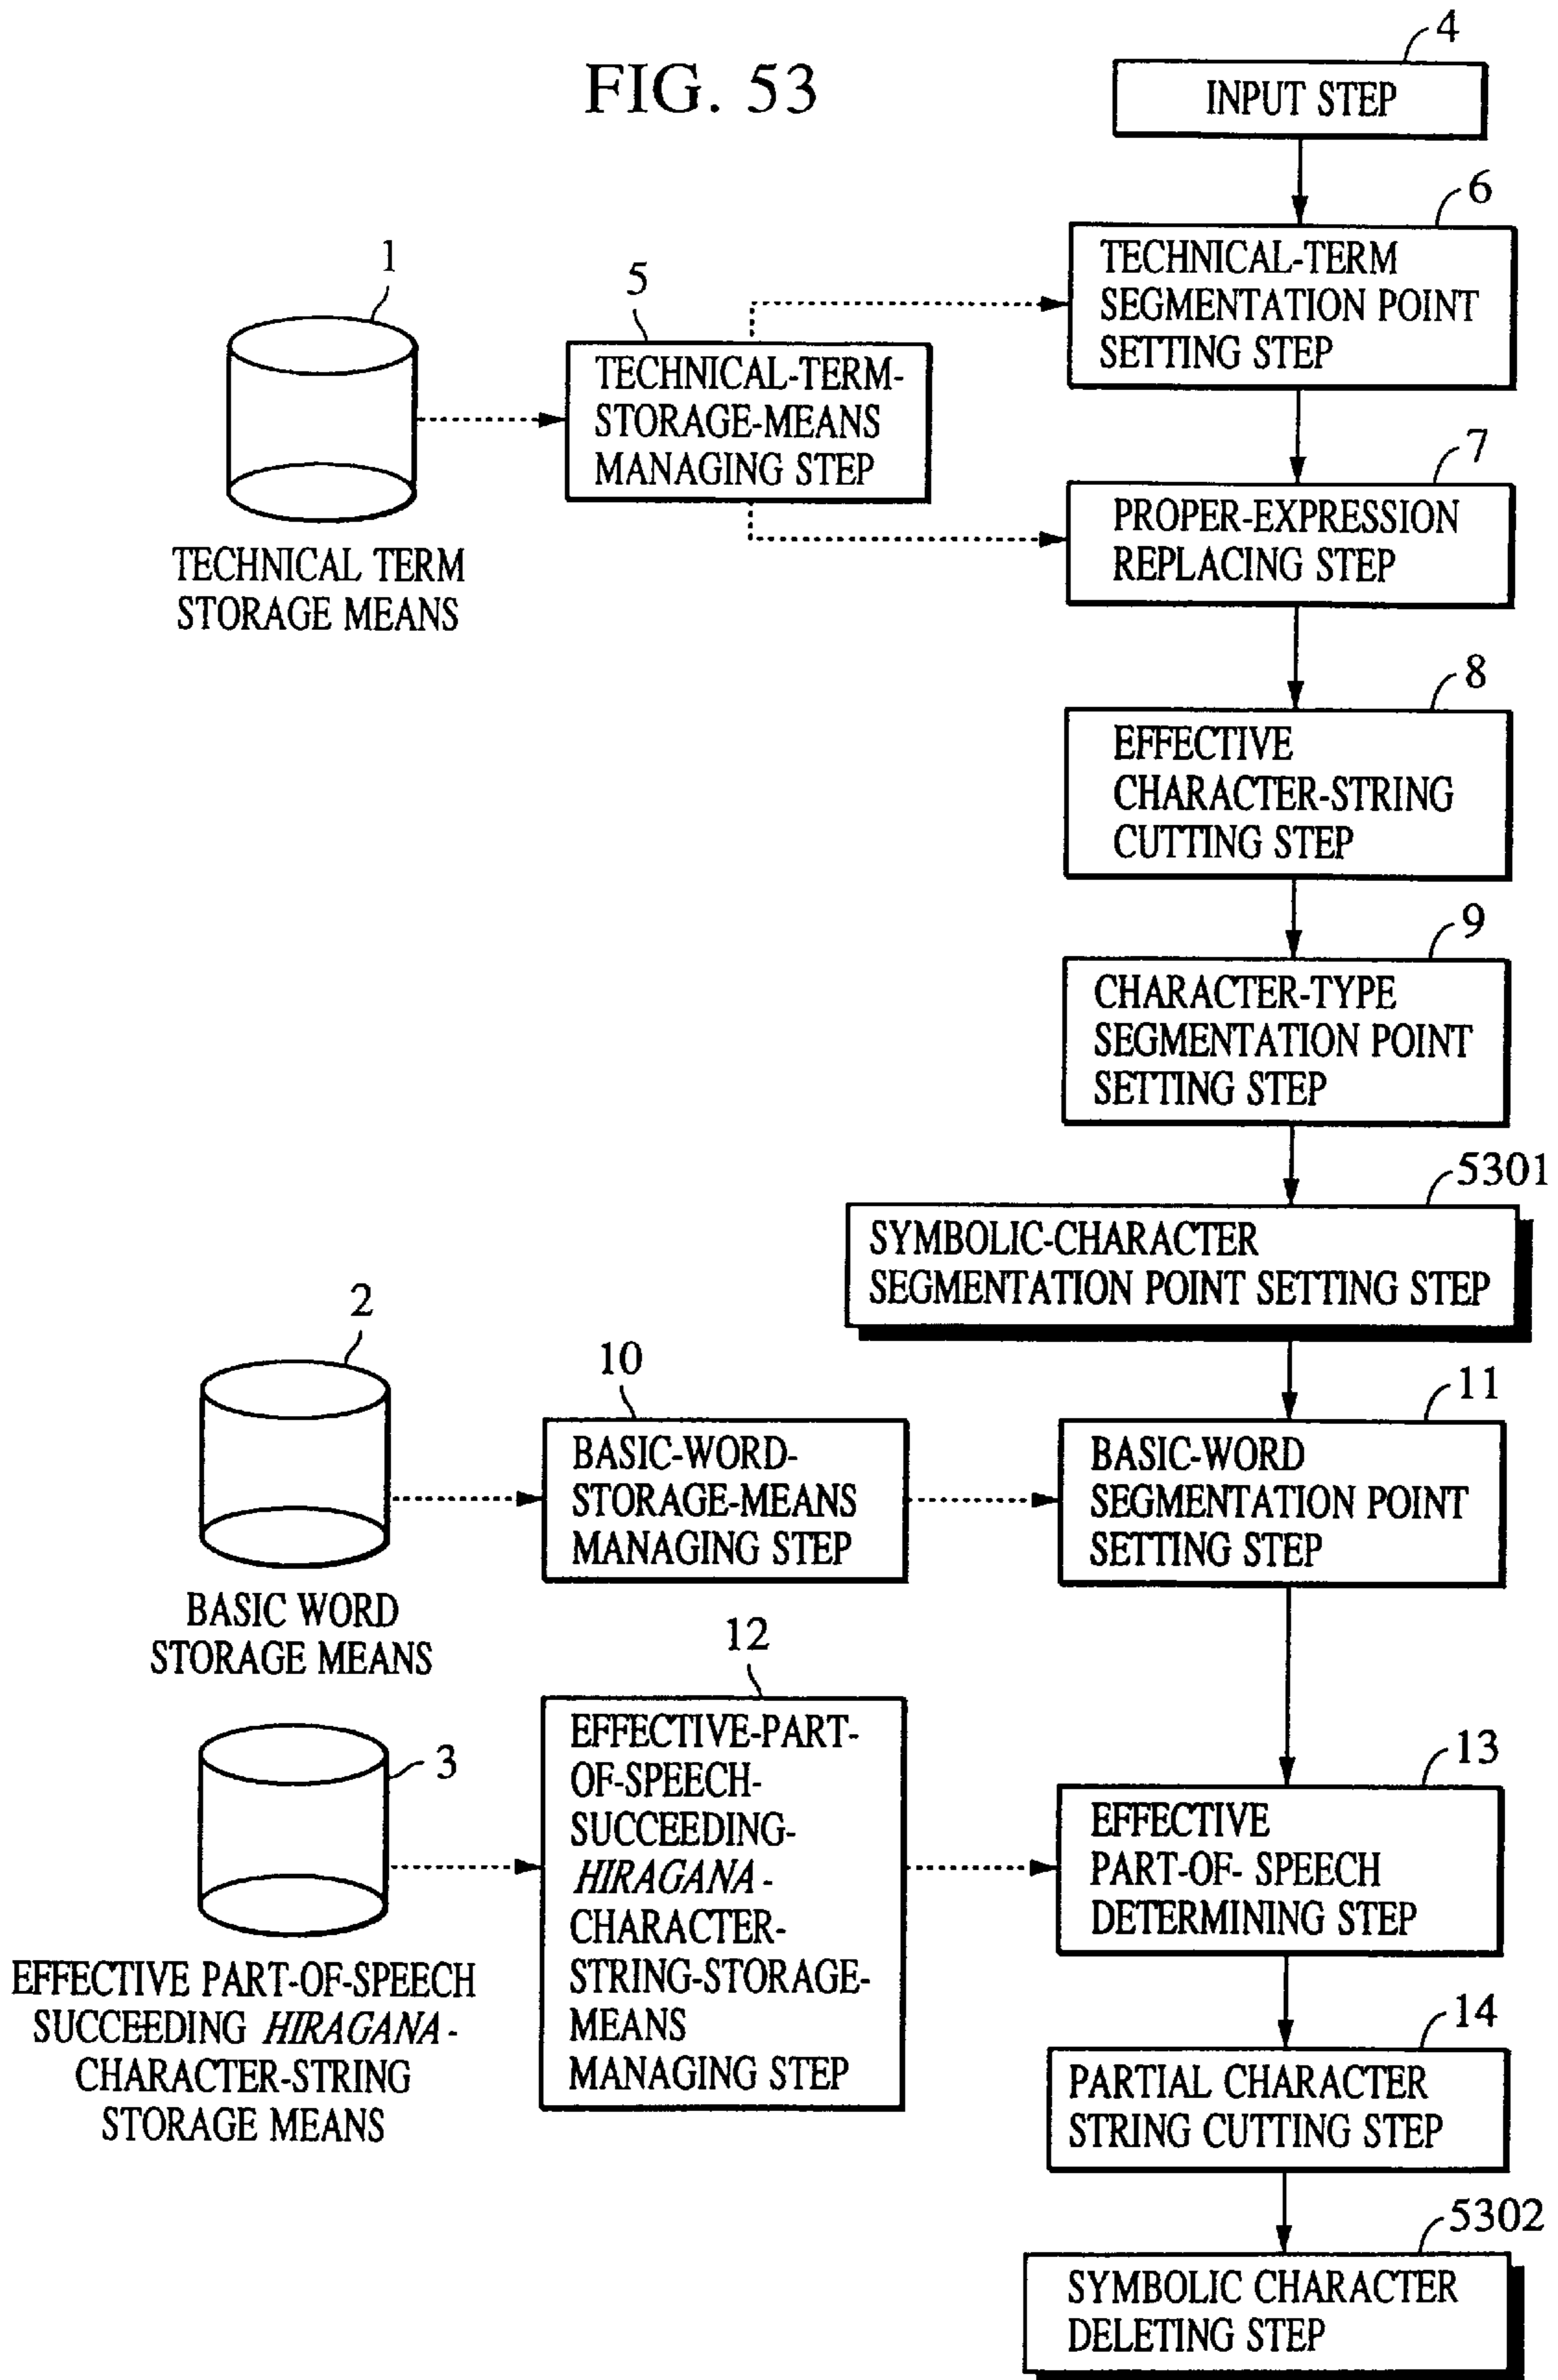 FIG. 53
4
INPUT STEP
6
TECHNICAL-TERM
SEGMENTATION POINT
SETTING STEP
1
TECHNICAL TERM
STORAGE MEANS
5
TECHNICAL-TERM-
STORAGE-MEANS
MANAGING STEP
7
PROPER-EXPRESSION
REPLACING STEP
8
EFFECTIVE
CHARACTER-STRING
CUTTING STEP
9
CHARACTER-TYPE
SEGMENTATION POINT
SETTING STEP
5301
SYMBOLIC-CHARACTER
SEGMENTATION POINT SETTING STEP
2
BASIC WORD
STORAGE MEANS
10
BASIC-WORD-
STORAGE-MEANS
MANAGING STEP
11
BASIC-WORD
SEGMENTATION POINT
SETTING STEP
3
EFFECTIVE PART-OF-SPEECH
SUCCEEDING HIRAGANA-
CHARACTER-STRING
STORAGE MEANS
12
EFFECTIVE-PART-
OF-SPEECH-
SUCCEEDING-
HIRAGANA-
CHARACTER-
STRING-STORAGE-
MEANS
MANAGING STEP
13
EFFECTIVE
PART-OF- SPEECH
DETERMINING STEP
14
PARTIAL CHARACTER
STRING CUTTING STEP
5302
SYMBOLIC CHARACTER
DELETING STEP